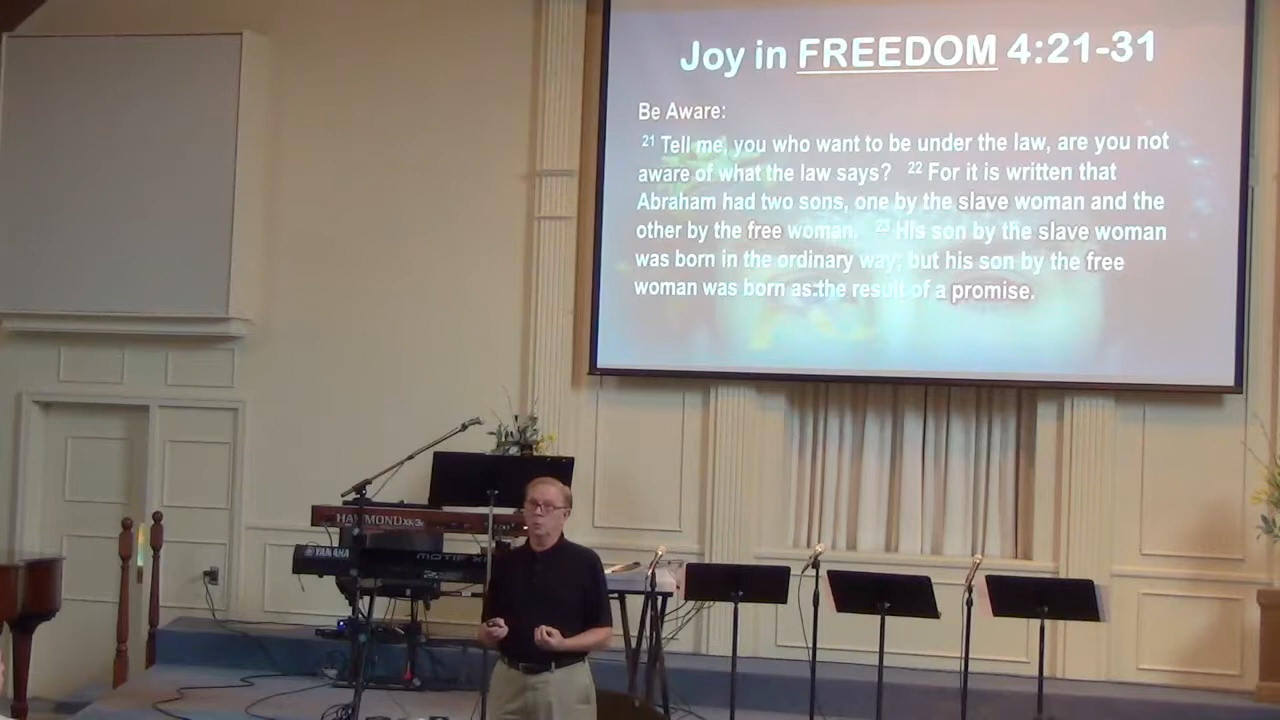 Joy in FREEDOM 4:21-31
Be Aware:
21 Tell me, you who want to be under the law, are you not
aware of what the law says? 22 For it is written that
Abraham had two sons, one by the slave woman and the
other by the free woman. 23 His son by the slave woman
was born in the ordinary way; but his son by the free
woman was born as the result of a promise.
HAMMOND XK-3c
YAMAHA
MOTIF